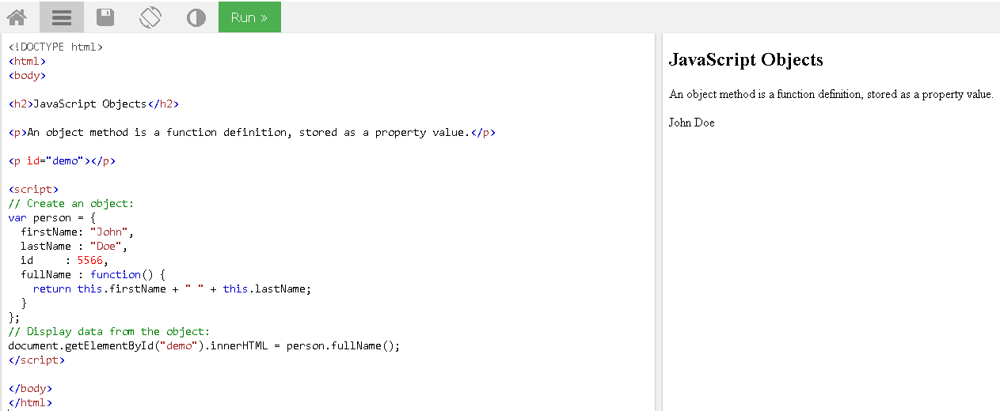 Run »
<!DOCTYPE html>
<html>
<body>
<h2>JavaScript Objects</h2>
<p>An object method is a function definition, stored as a property value.</p>
<p id="demo"></p>
<script>
// Create an object:
var person = {
  firstName: "John",
  lastName : "Doe",
  id     : 5566,
  fullName : function() {
    return this.firstName + " " + this.lastName;
  }
};
// Display data from the object:
document.getElementById("demo").innerHTML = person.fullName();
</script>
</body>
</html>
JavaScript Objects
An object method is a function definition, stored as a property value.
John Doe